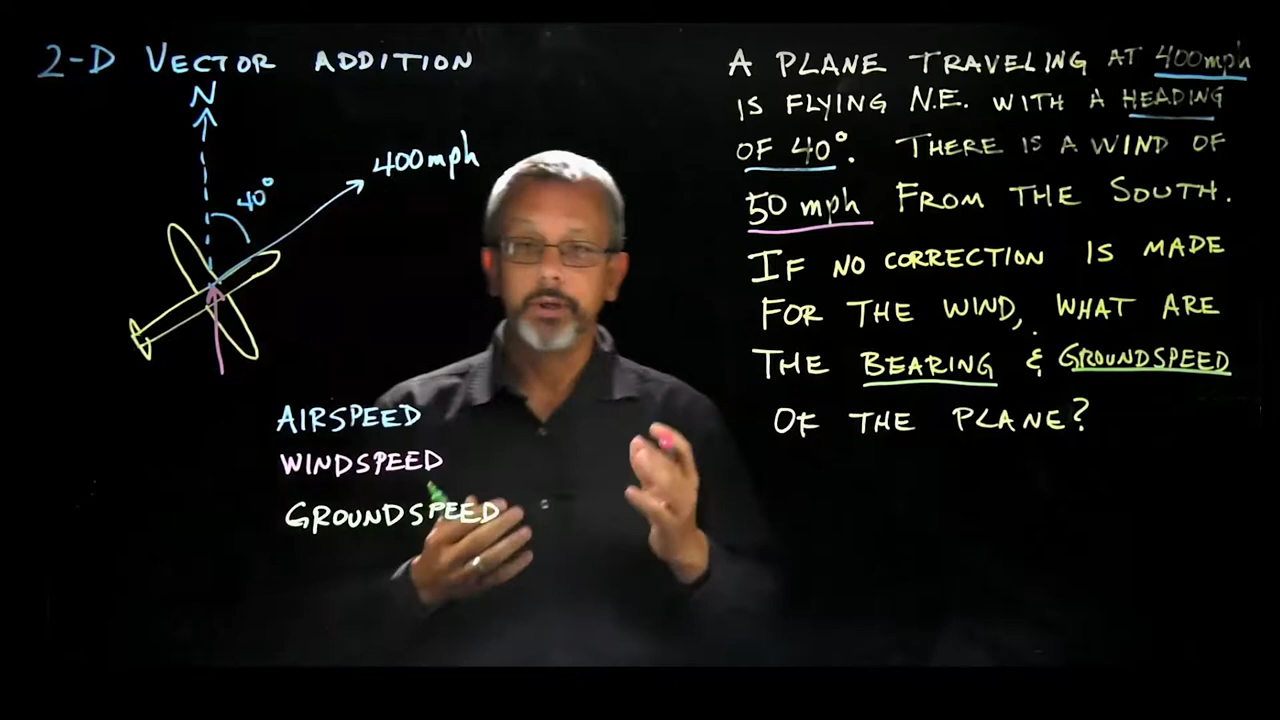 2-D VECTOR ADDITION
N
400mph
40°
AIRSPEED
WINDSPEED
GROUNDSPEED
A PLANE TRAVELING AT 400mph
IS FLYING N.E. WITH A HEADING
OF 40°. THERE IS A WIND OF
50 mph FROM THE SOUTH.
IF NO CORRECTION IS MADE
FOR THE WIND, WHAT ARE
THE BEARING & GROUNDSPEED
OF THE PLANE?